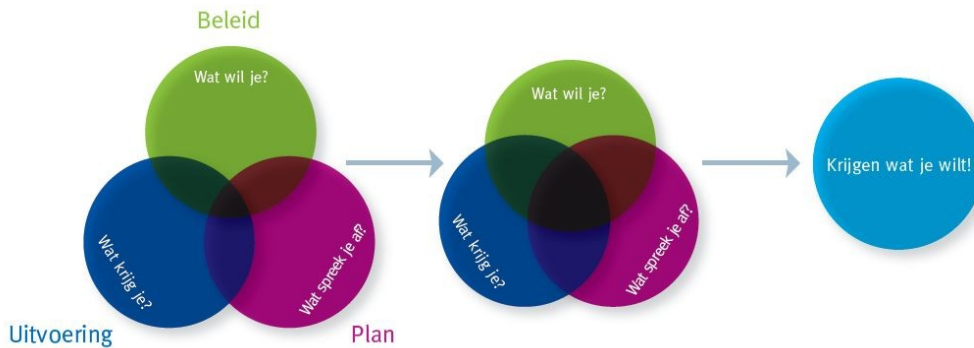 Beleid
Wat wil je?
Wat krijg je?
Wat spreek je af?
Uitvoering
Plan
Wat wil je?
Wat krijg je?
Wat spreek je af?
Krijgen wat je wilt!